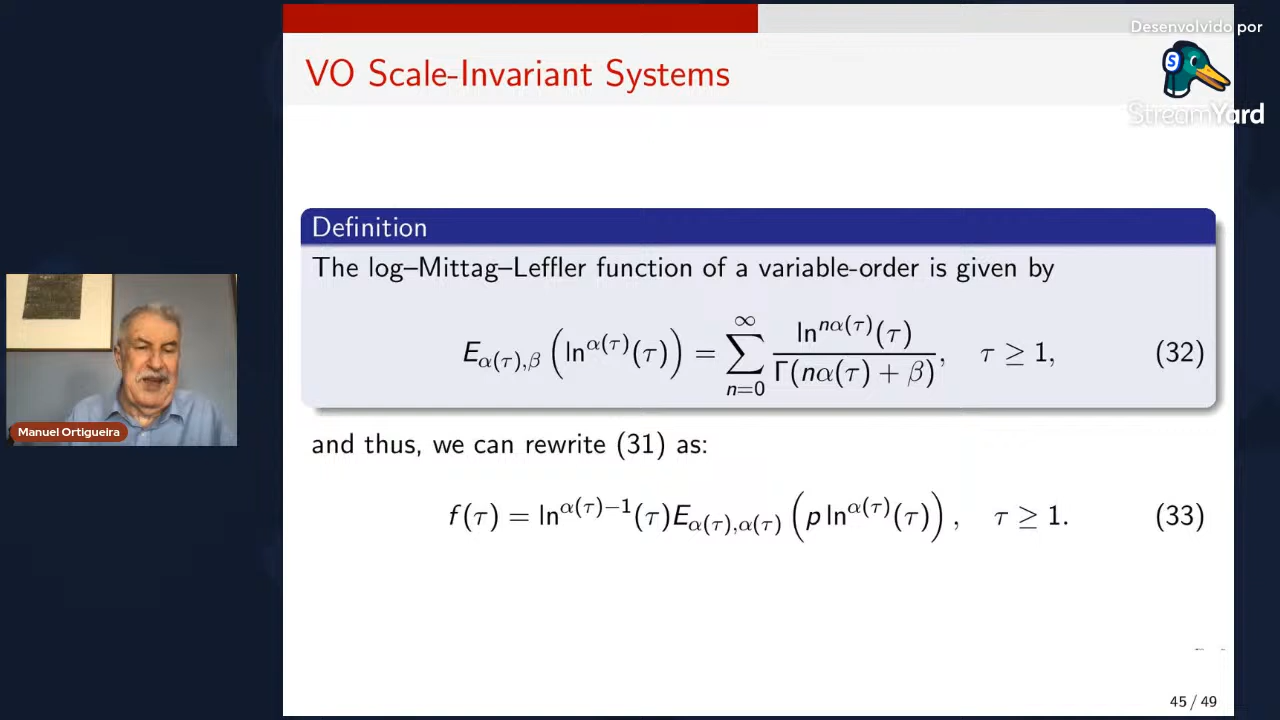 Desenvolvido por
S
StreamYard
VO Scale-Invariant Systems
Definition
The log–Mittag–Leffler function of a variable-order is given by
E_{α(τ),β} (ln^{α(τ)}(τ)) = ∑_{n=0}^{∞} ln^{nα(τ)}(τ) / Γ(nα(τ) + β), τ ≥ 1, (32)
and thus, we can rewrite (31) as:
f(τ) = ln^{α(τ)−1}(τ)E_{α(τ),α(τ)} (p ln^{α(τ)}(τ)), τ ≥ 1. (33)
Manuel Ortigueira
45 / 49